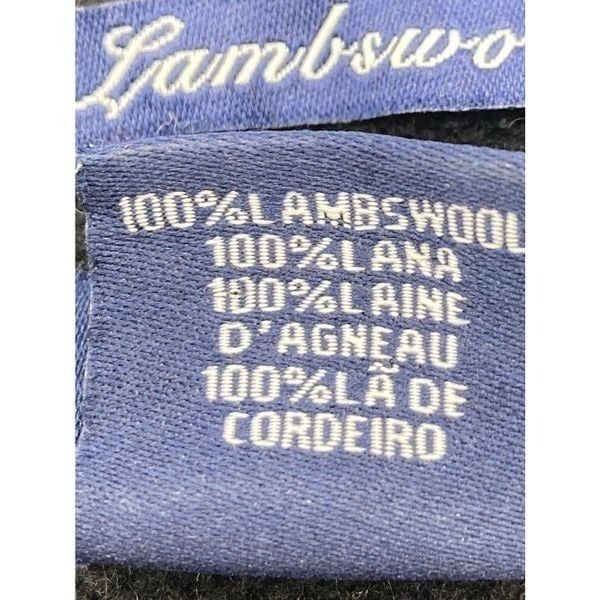 Lambswo
100%LAMBSWOOL
100%LANA
100%LAINE
D'AGNEAU
100%LÃ DE
CORDEIRO